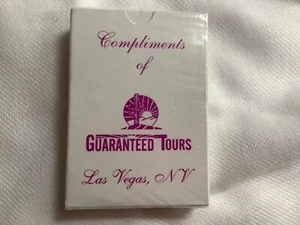 Compliments
of
GUARANTEED TOURS
Las Vegas, NV